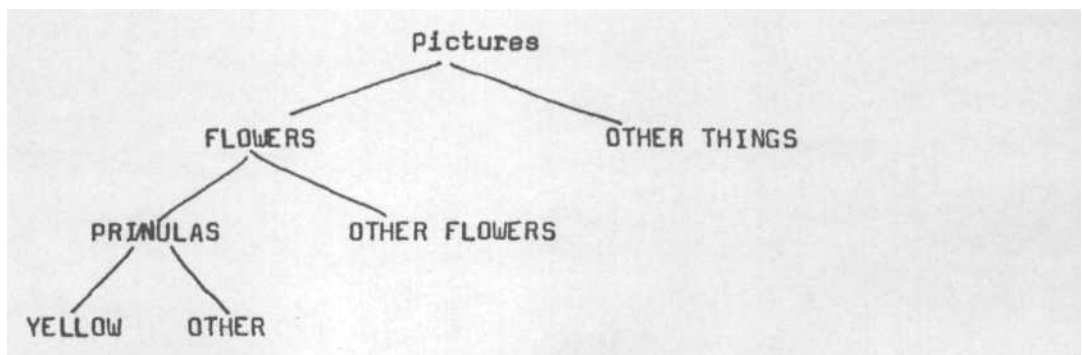 Pictures
FLOWERS OTHER THINGS
PRIMULAS OTHER FLOWERS
YELLOW OTHER